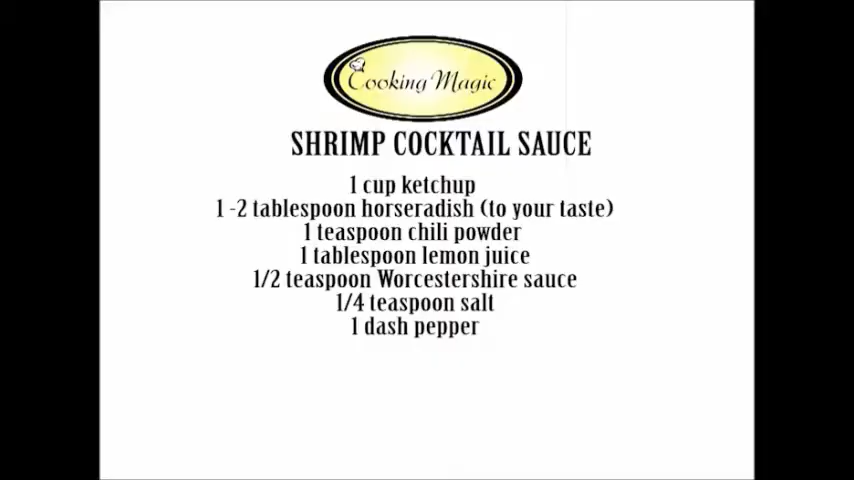 Cooking Magic
SHRIMP COCKTAIL SAUCE
1 cup ketchup
1 -2 tablespoon horseradish (to your taste)
1 teaspoon chili powder
1 tablespoon lemon juice
1/2 teaspoon Worcestershire sauce
1/4 teaspoon salt
1 dash pepper